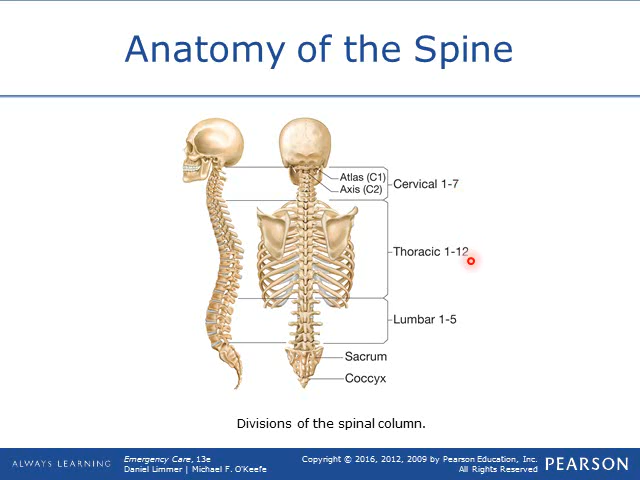 Anatomy of the Spine
Atlas (C1)
Axis (C2)
Cervical 1-7
Thoracic 1-12
Lumbar 1-5
Sacrum
Coccyx
Divisions of the spinal column.
ALWAYS LEARNING
Emergency Care, 13e
Daniel Limmer | Michael F. O'Keefe
Copyright © 2016, 2012, 2009 by Pearson Education, Inc.
All Rights Reserved
PEARSON